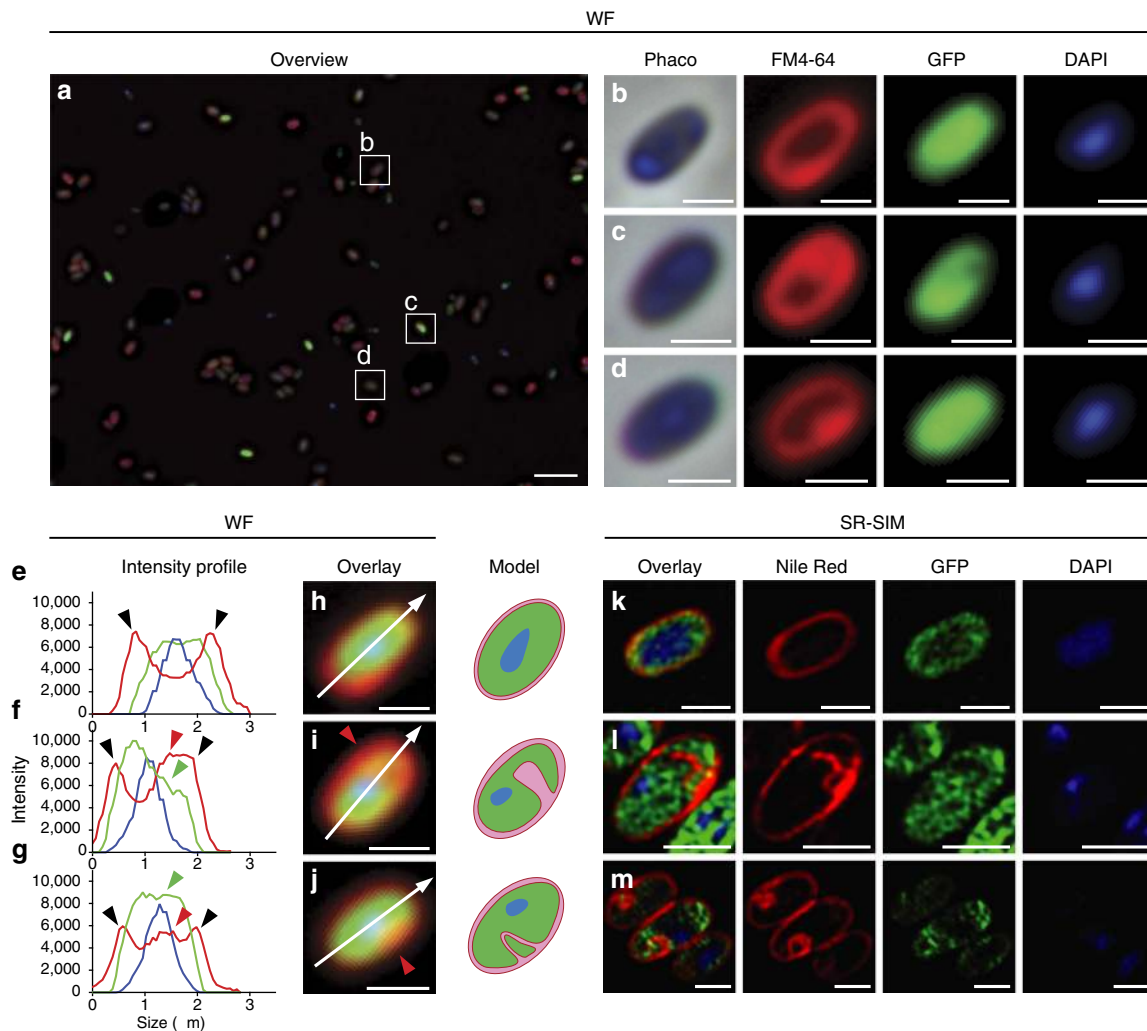 WF
Overview Phaco FM4-64 GFP DAPI
a b
b
c
c
d
d
WF SR-SIM
e Intensity profile Overlay Model Overlay Nile Red GFP DAPI
10,000 h k
8,000
6,000
4,000
2,000
0
f 0 1 2 3
10,000 i l
8,000
6,000
4,000
2,000
0
Intensity
g 0 1 2 3
10,000 j m
8,000
6,000
4,000
2,000
0
0 1 2 3
Size ( m)